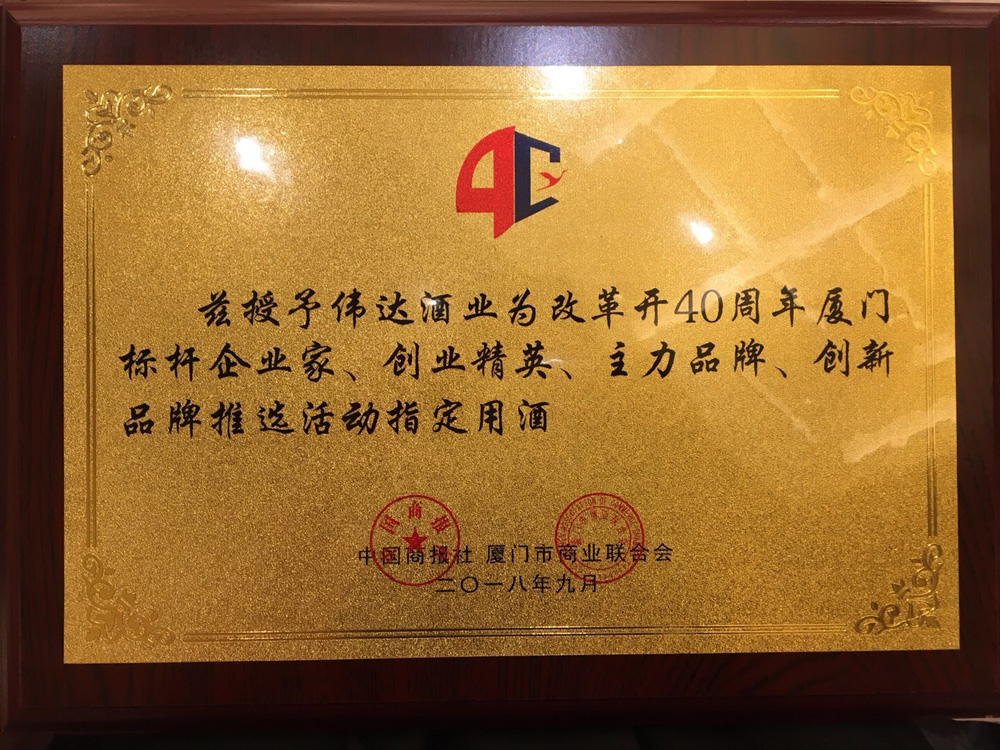 兹授予伟达酒业为改革开40周年厦门
标杆企业家、创业精英、主力品牌、创新
品牌推选活动指定用酒
国商报
中国商报社 厦门市商业联合会
二〇一八年九月